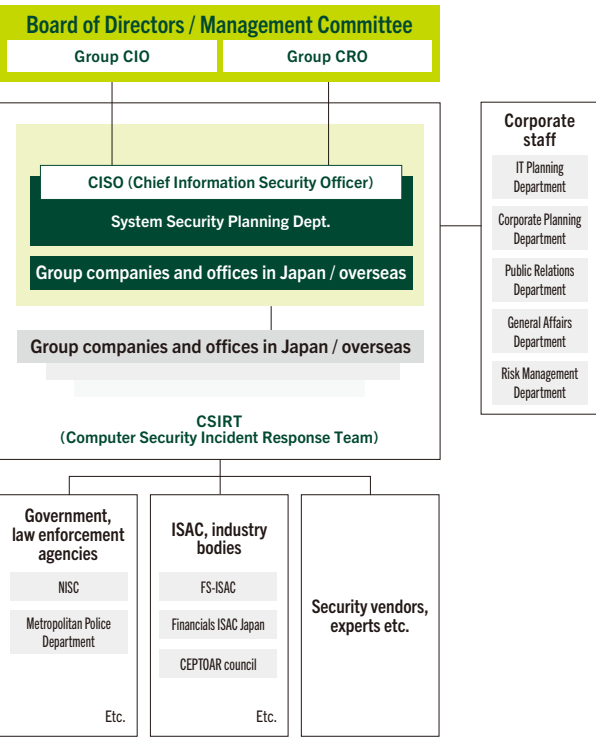 Board of Directors / Management Committee
Group CIO
Group CRO
CISO (Chief Information Security Officer)
System Security Planning Dept.
Group companies and offices in Japan / overseas
Group companies and offices in Japan / overseas
CSIRT
(Computer Security Incident Response Team)
Corporate
staff
IT Planning
Department
Corporate Planning
Department
Public Relations
Department
General Affairs
Department
Risk Management
Department
Government,
law enforcement
agencies
NISC
Metropolitan Police
Department
Etc.
ISAC, industry
bodies
FS-ISAC
Financials ISAC Japan
CEPTOAR council
Etc.
Security vendors,
experts etc.